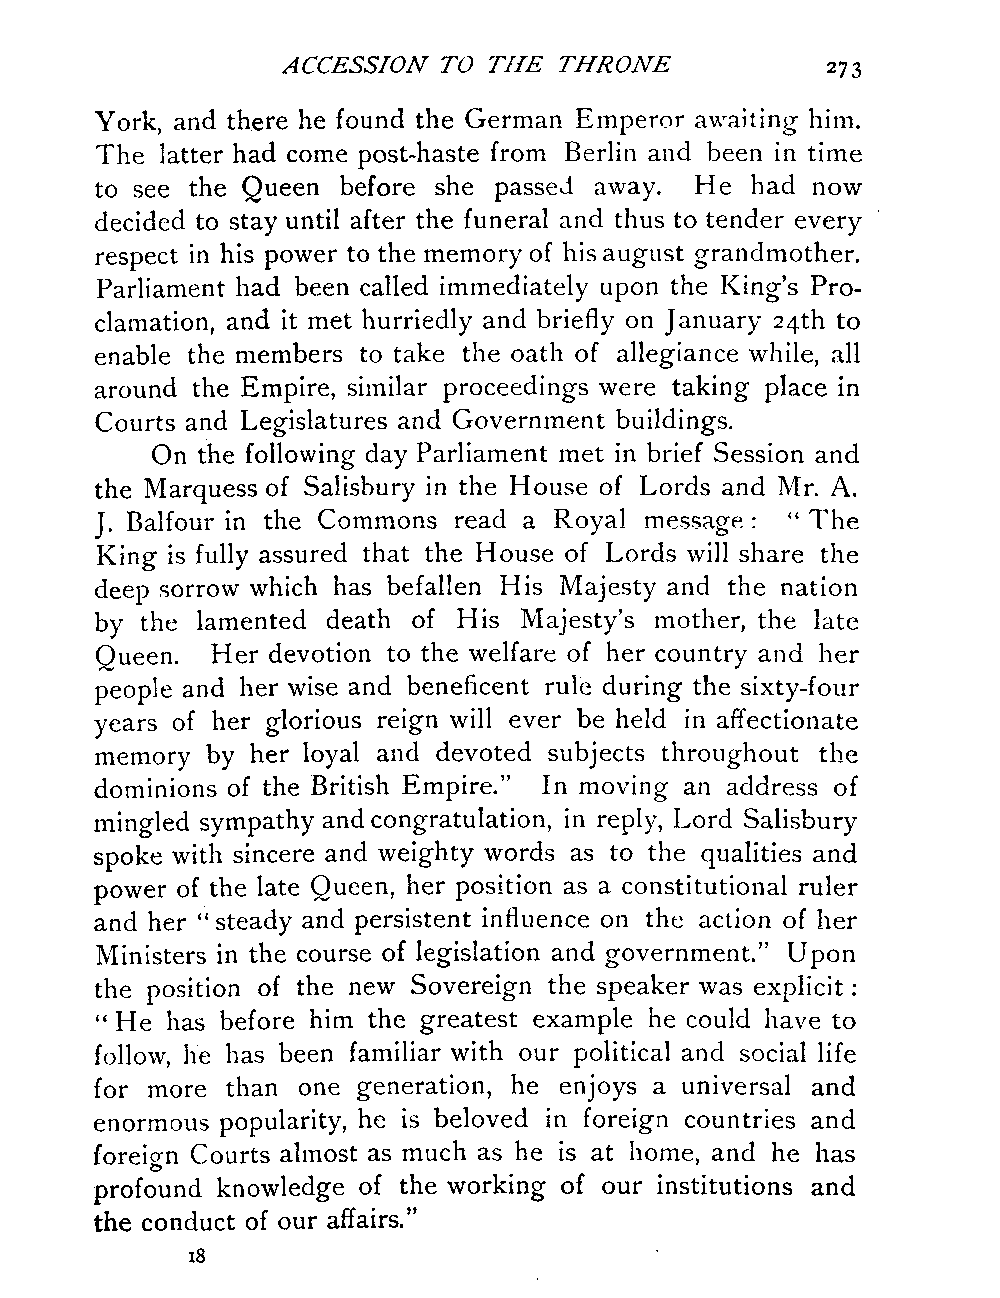 ACCESSION TO THE THRONE 273
York, and there he found the German Emperor awaiting him.
The latter had come post-haste from Berlin and been in time
to see the Queen before she passed away. He had now
decided to stay until after the funeral and thus to tender every
respect in his power to the memory of his august grandmother.
Parliament had been called immediately upon the King's Pro-
clamation, and it met hurriedly and briefly on January 24th to
enable the members to take the oath of allegiance while, all
around the Empire, similar proceedings were taking place in
Courts and Legislatures and Government buildings.
On the following day Parliament met in brief Session and
the Marquess of Salisbury in the House of Lords and Mr. A.
J. Balfour in the Commons read a Royal message: "The
King is fully assured that the House of Lords will share the
deep sorrow which has befallen His Majesty and the nation
by the lamented death of His Majesty's mother, the late
Queen. Her devotion to the welfare of her country and her
people and her wise and beneficent rule during the sixty-four
years of her glorious reign will ever be held in affectionate
memory by her loyal and devoted subjects throughout the
dominions of the British Empire." In moving an address of
mingled sympathy and congratulation, in reply, Lord Salisbury
spoke with sincere and weighty words as to the qualities and
power of the late Queen, her position as a constitutional ruler
and her "steady and persistent influence on the action of her
Ministers in the course of legislation and government." Upon
the position of the new Sovereign the speaker was explicit:
"He has before him the greatest example he could have to
follow, he has been familiar with our political and social life
for more than one generation, he enjoys a universal and
enormous popularity, he is beloved in foreign countries and
foreign Courts almost as much as he is at home, and he has
profound knowledge of the working of our institutions and
the conduct of our affairs."
18